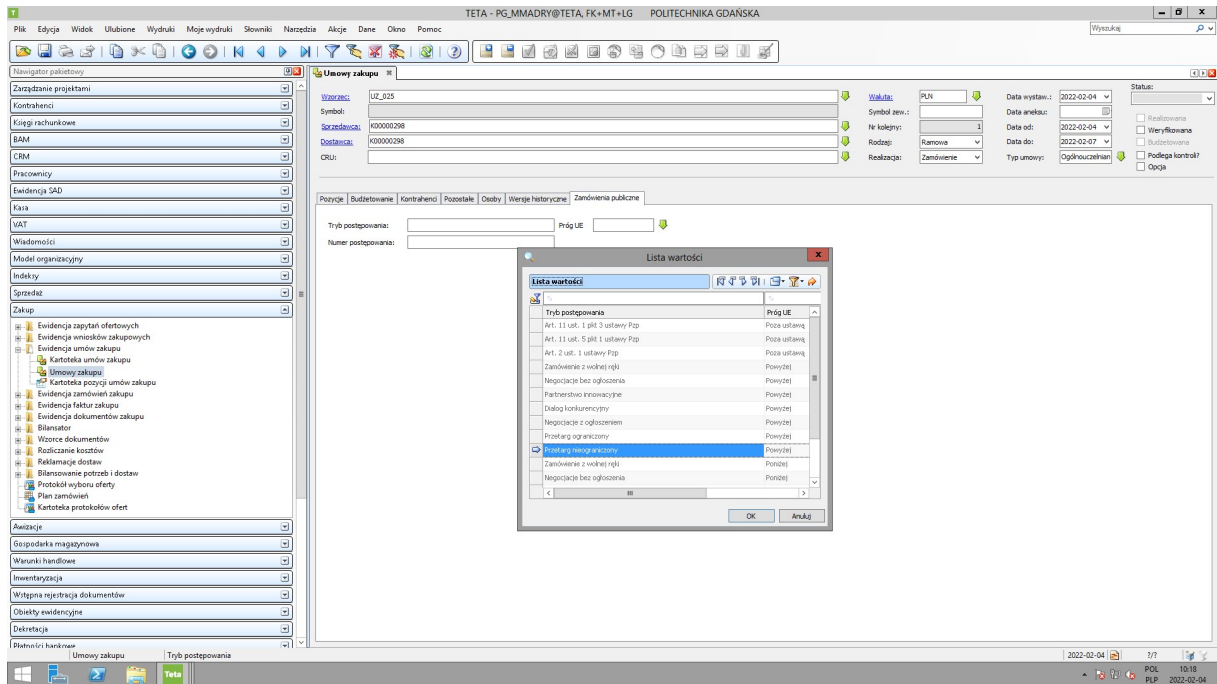 TETA - PG_MMADRY@TETA, FK+MT+LG POLITECHNIKA GDAŃSKA
Plik Edycja Widok Ulubione Wydruki Moje wydruki Słowniki Narzędzia Akcje Dane Okno Pomoc
Wyszukaj
Nawigator pakietowy
Zarządzanie projektami
Kontrahenci
Księgi rachunkowe
BAM
CRM
Pracownicy
Ewidencja SAD
Kasa
VAT
Wiadomości
Model organizacyjny
Indeksy
Sprzedaż
Zakup
Ewidencja zapytań ofertowych
Ewidencja wniosków zakupowych
Ewidencja umów zakupu
Kartoteka umów zakupu
Umowy zakupu
Kartoteka pozycji umów zakupu
Ewidencja zamówień zakupu
Ewidencja faktur zakupu
Ewidencja dokumentów zakupu
Bilansator
Wzorce dokumentów
Rozliczanie kosztów
Reklamacje dostaw
Bilansowanie potrzeb i dostaw
Protokół wyboru oferty
Plan zamówień
Kartoteka protokołów ofert
Awizacje
Gospodarka magazynowa
Warunki handlowe
Inwentaryzacja
Wstępna rejestracja dokumentów
Obiekty ewidencyjne
Dekretacja
Płatności bankowe
Umowy zakupu
Wzorzec: UZ_025 Waluta: PLN Data wystaw.: 2022-02-04 Status:
Symbol: Symbol zew.: Data aneksu: Realizowana
Sprzedawca: K00000298 Nr kolejny: 1 Data od: 2022-02-04 Weryfikowana
Dostawca: K00000298 Rodzaj: Ramowa Data do: 2022-02-07 Budżetowana
CRU: Realizacja: Zamówienie Typ umowy: Ogólnouczelnian Podlega kontroli?
Opcja
Pozycje Budżetowanie Kontrahenci Pozostałe Osoby Wersje historyczne Zamówienia publiczne
Tryb postępowania: Próg UE
Numer postępowania:
Lista wartości
Lista wartości
Tryb postępowania Próg UE
Art. 11 ust. 1 pkt 3 ustawy Pzp Poza ustawą
Art. 11 ust. 5 pkt 1 ustawy Pzp Poza ustawą
Art. 2 ust. 1 ustawy Pzp Poza ustawą
Zamówienie z wolnej ręki Powyżej
Negocjacje bez ogłoszenia Powyżej
Partnerstwo innowacyjne Powyżej
Dialog konkurencyjny Powyżej
Negocjacje z ogłoszeniem Powyżej
Przetarg ograniczony Powyżej
Przetarg nieograniczony Powyżej
Zamówienie z wolnej ręki Poniżej
Negocjacje bez ogłoszenia Poniżej
OK Anuluj
Umowy zakupu Tryb postępowania 2022-02-04 ?/?
Teta POL 10:18
PLP 2022-02-04